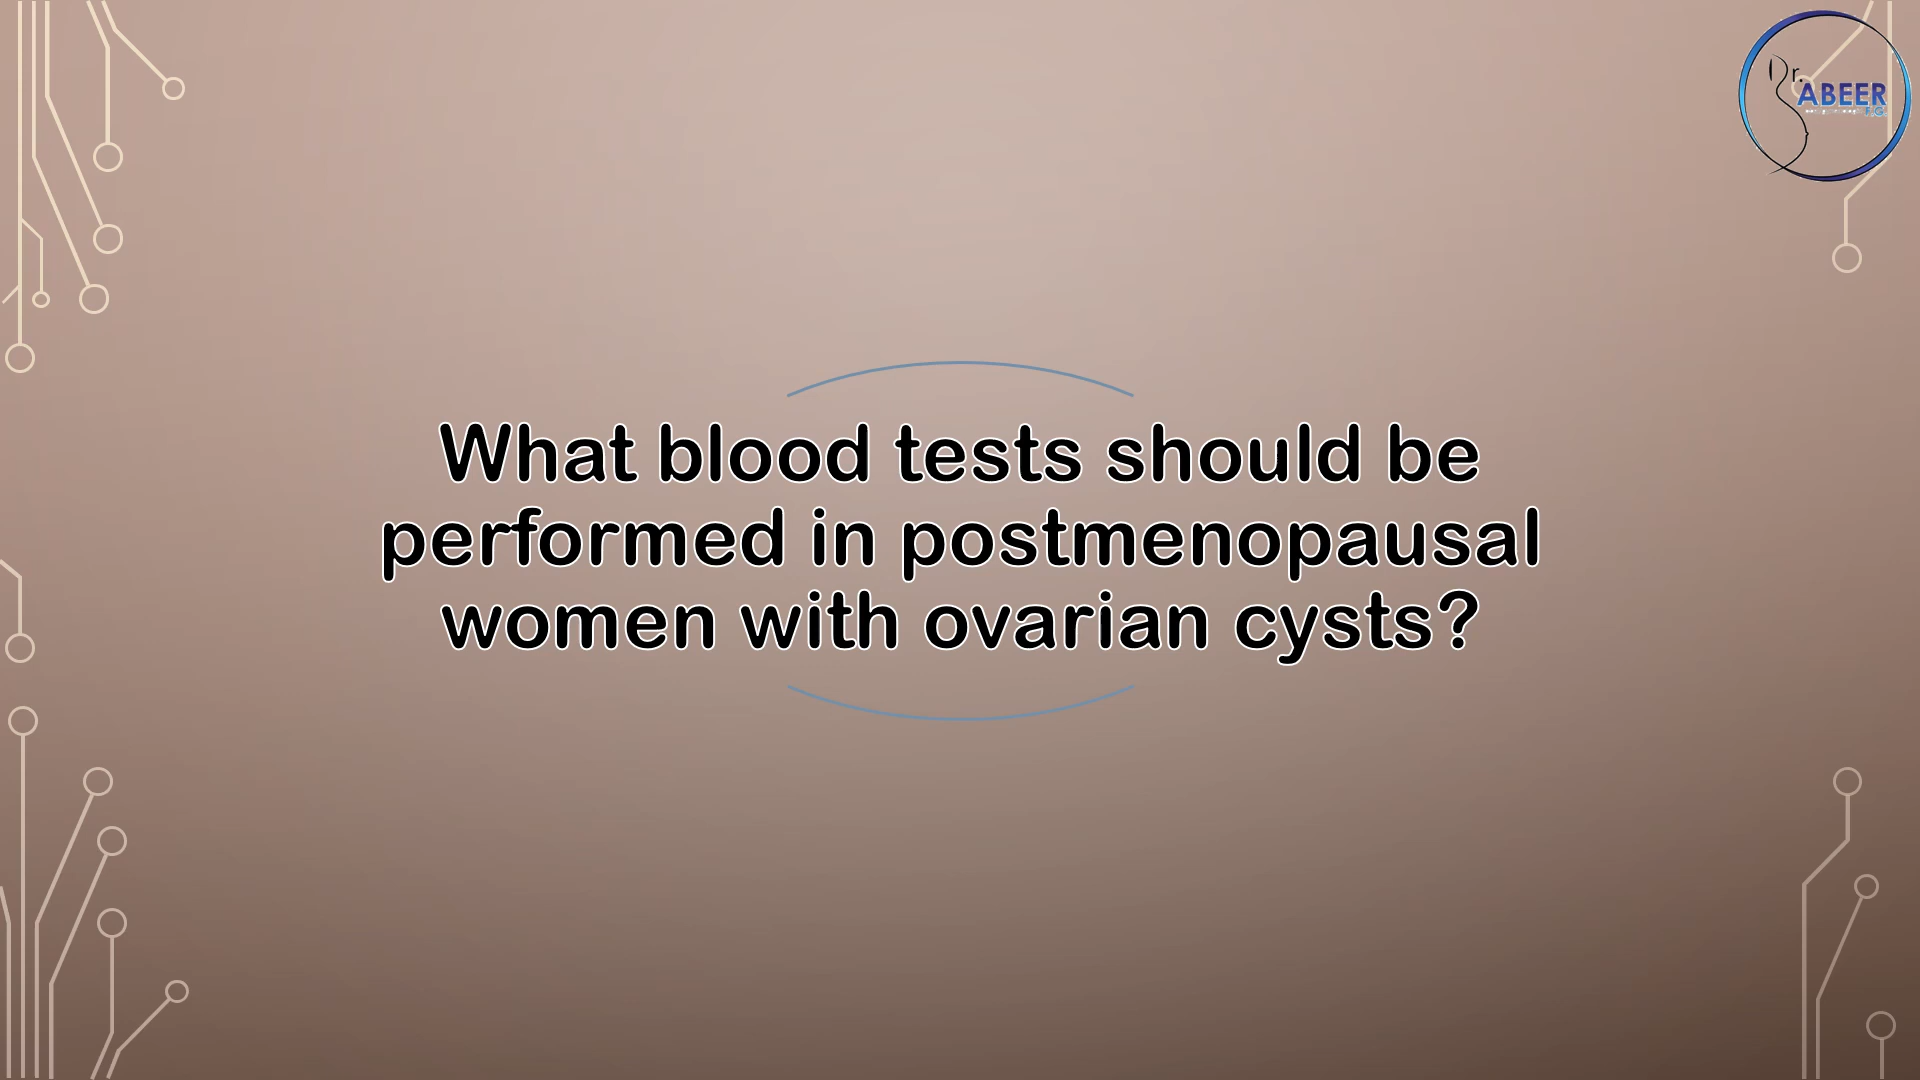 Dr.
ABEER
F.G.
What blood tests should be
performed in postmenopausal
women with ovarian cysts?